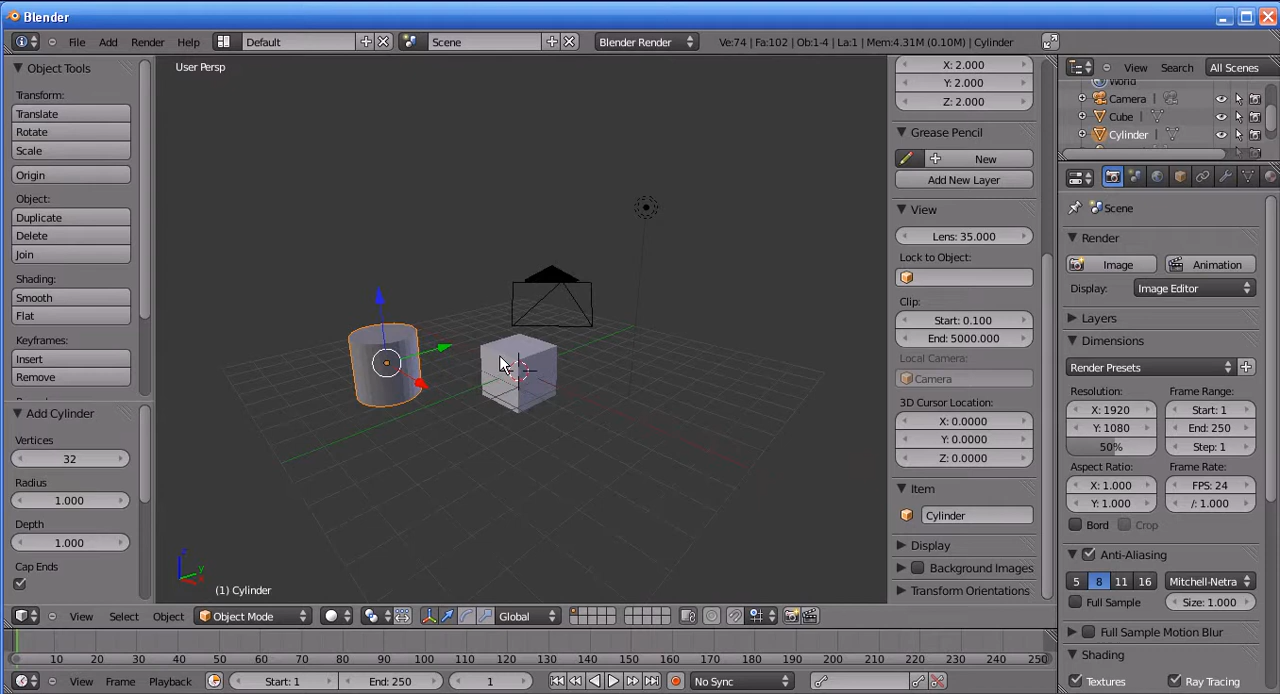 Blender
File Add Render Help Default Scene Blender Render Ve:74 | Fa:102 | Ob:1-4 | La:1 | Mem:4.31M (0.10M) | Cylinder
Object Tools
Transform:
Translate
Rotate
Scale
Origin
Object:
Duplicate
Delete
Join
Shading:
Smooth
Flat
Keyframes:
Insert
Remove
Add Cylinder
Vertices
32
Radius
1.000
Depth
1.000
Cap Ends
User Persp
(1) Cylinder
X: 2.000
Y: 2.000
Z: 2.000
Grease Pencil
New
Add New Layer
View
Lens: 35.000
Lock to Object:
Clip:
Start: 0.100
End: 5000.000
Local Camera:
Camera
3D Cursor Location:
X: 0.0000
Y: 0.0000
Z: 0.0000
Item
Cylinder
Display
Background Images
Transform Orientations
View Search All Scenes
World
Camera
Cube
Cylinder
Scene
Render
Image Animation
Display: Image Editor
Layers
Dimensions
Render Presets
Resolution: Frame Range:
X: 1920 Start: 1
Y: 1080 End: 250
50% Step: 1
Aspect Ratio: Frame Rate:
X: 1.000 FPS: 24
Y: 1.000 /: 1.000
Bord Crop
Anti-Aliasing
5 8 11 16 Mitchell-Netra
Full Sample Size: 1.000
Full Sample Motion Blur
Shading
Textures Ray Tracing
View Select Object Object Mode Global
10 20 30 40 50 60 70 80 90 100 110 120 130 140 150 160 170 180 190 200 210 220 230 240 250
View Frame Playback Start: 1 End: 250 1 No Sync